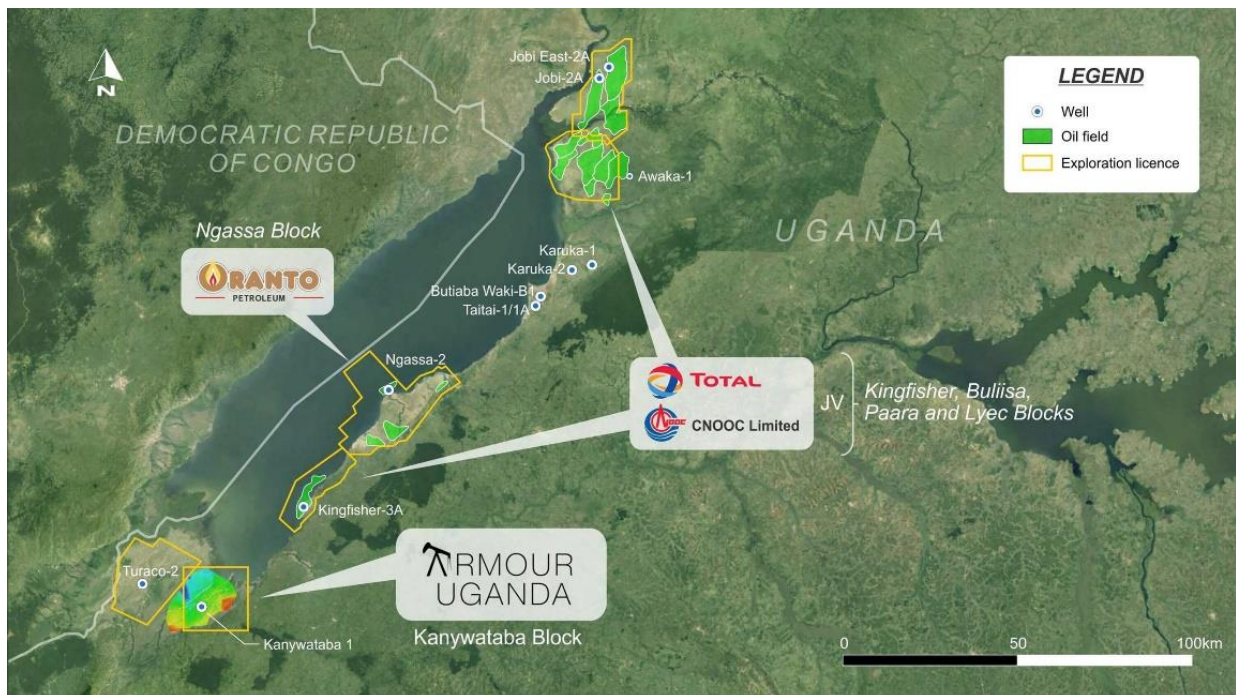 N
DEMOCRATIC REPUBLIC
OF CONGO
Jobi East-2A
Jobi-2A
LEGEND
Well
Oil field
Exploration licence
Awaka-1
UGANDA
Ngassa Block
ORANTO
PETROLEUM
Karuka-1
Karuka-2
Butiaba Waki-B1
Taitai-1/1A
Ngassa-2
TOTAL
CNOOC
CNOOC Limited
JV
Kingfisher, Buliisa,
Paara and Lyec Blocks
Kingfisher-3A
ARMOUR
UGANDA
Kanywataba Block
Turaco-2
Kanywataba 1
0 50 100km